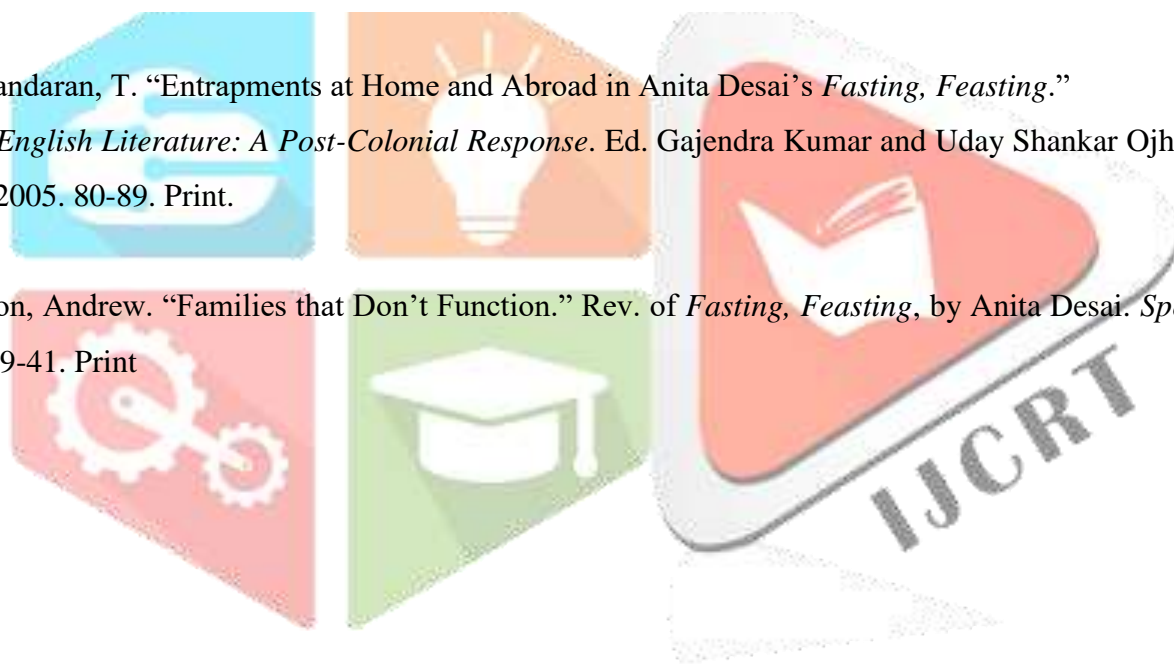 andaran, T. “Entrapments at Home and Abroad in Anita Desai’s Fasting, Feasting.”
English Literature: A Post-Colonial Response. Ed. Gajendra Kumar and Uday Shankar Ojh
2005. 80-89. Print.
on, Andrew. “Families that Don’t Function.” Rev. of Fasting, Feasting, by Anita Desai. Sp
9-41. Print
IJCRT